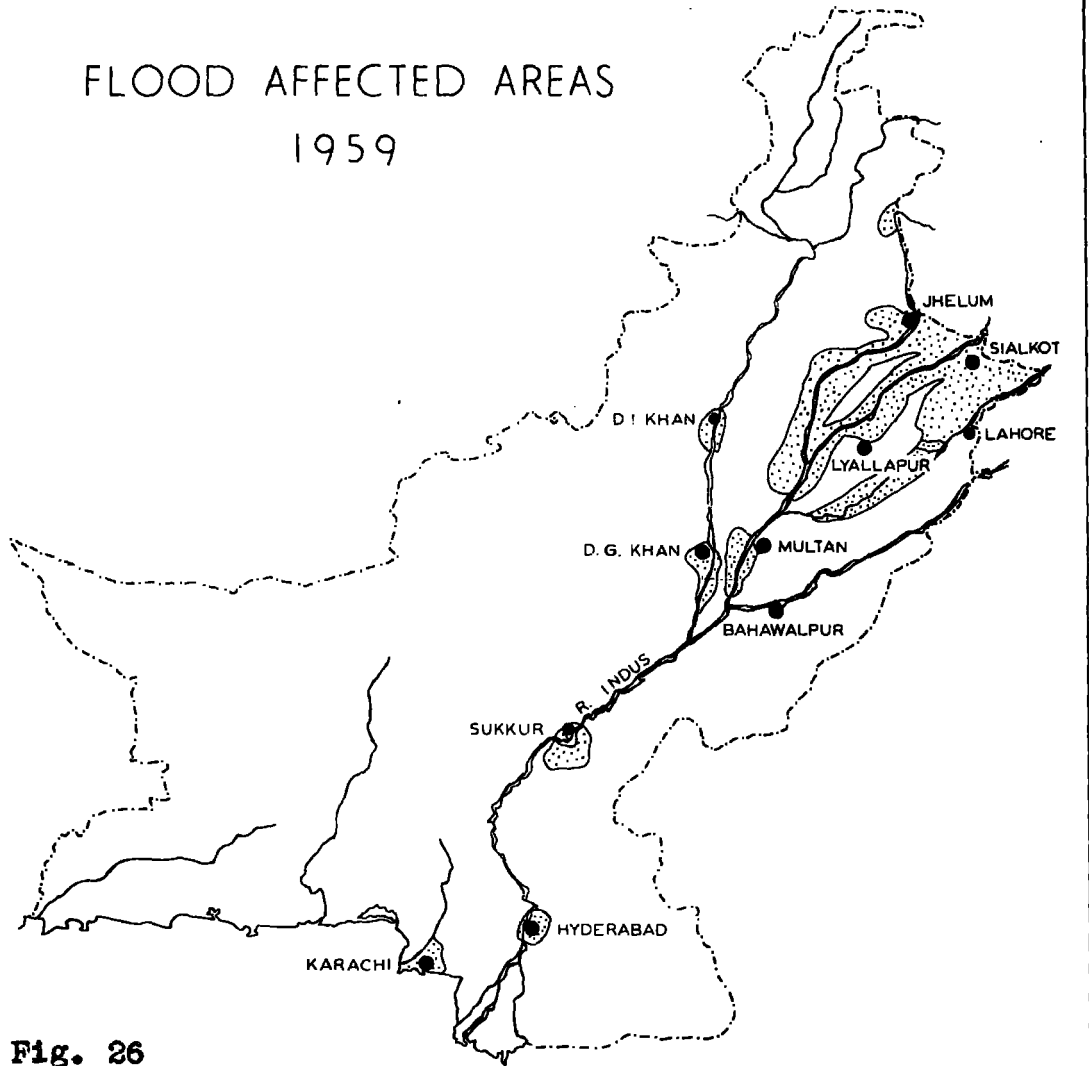 FLOOD AFFECTED AREAS
1959
JHELUM
SIALKOT
D I KHAN
LAHORE
LYALLAPUR
D.G. KHAN
MULTAN
BAHAWALPUR
R. INDUS
SUKKUR
HYDERABAD
KARACHI
Fig. 26